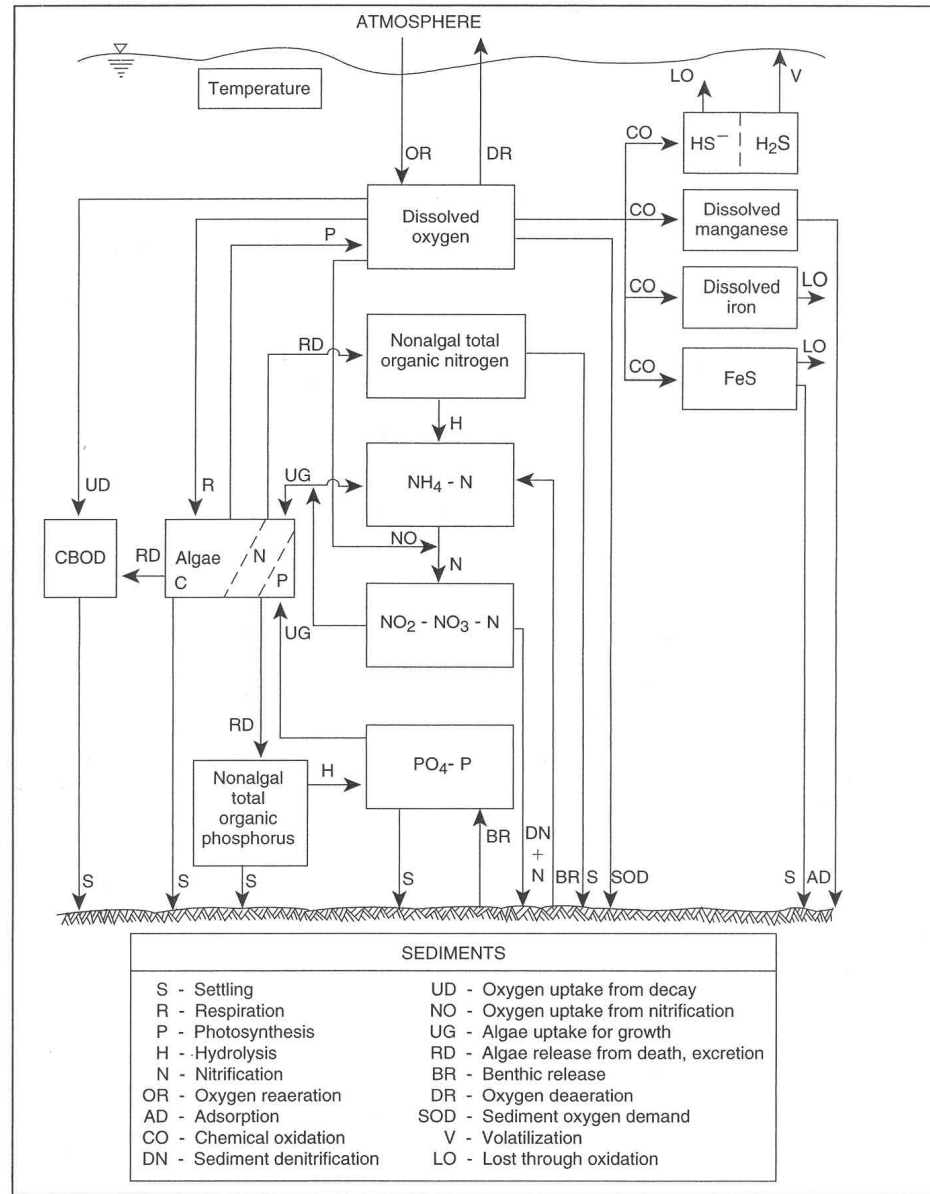 ATMOSPHERE
Temperature
OR
DR
LO
V
CO
HS⁻
H₂S
Dissolved
oxygen
CO
Dissolved
manganese
P
CO
Dissolved
iron
LO
RD
Nonalgal total
organic nitrogen
CO
FeS
LO
H
UD
R
UG
NH₄ - N
CBOD
RD
Algae
C
N
P
NO
N
UG
NO₂ - NO₃ - N
RD
Nonalgal
total
organic
phosphorus
H
PO₄- P
BR
DN
+
N
S
S
S
S
BR
S
SOD
S
AD
SEDIMENTS
S - Settling
R - Respiration
P - Photosynthesis
H - Hydrolysis
N - Nitrification
OR - Oxygen reaeration
AD - Adsorption
CO - Chemical oxidation
DN - Sediment denitrification
UD - Oxygen uptake from decay
NO - Oxygen uptake from nitrification
UG - Algae uptake for growth
RD - Algae release from death, excretion
BR - Benthic release
DR - Oxygen deaeration
SOD - Sediment oxygen demand
V - Volatilization
LO - Lost through oxidation